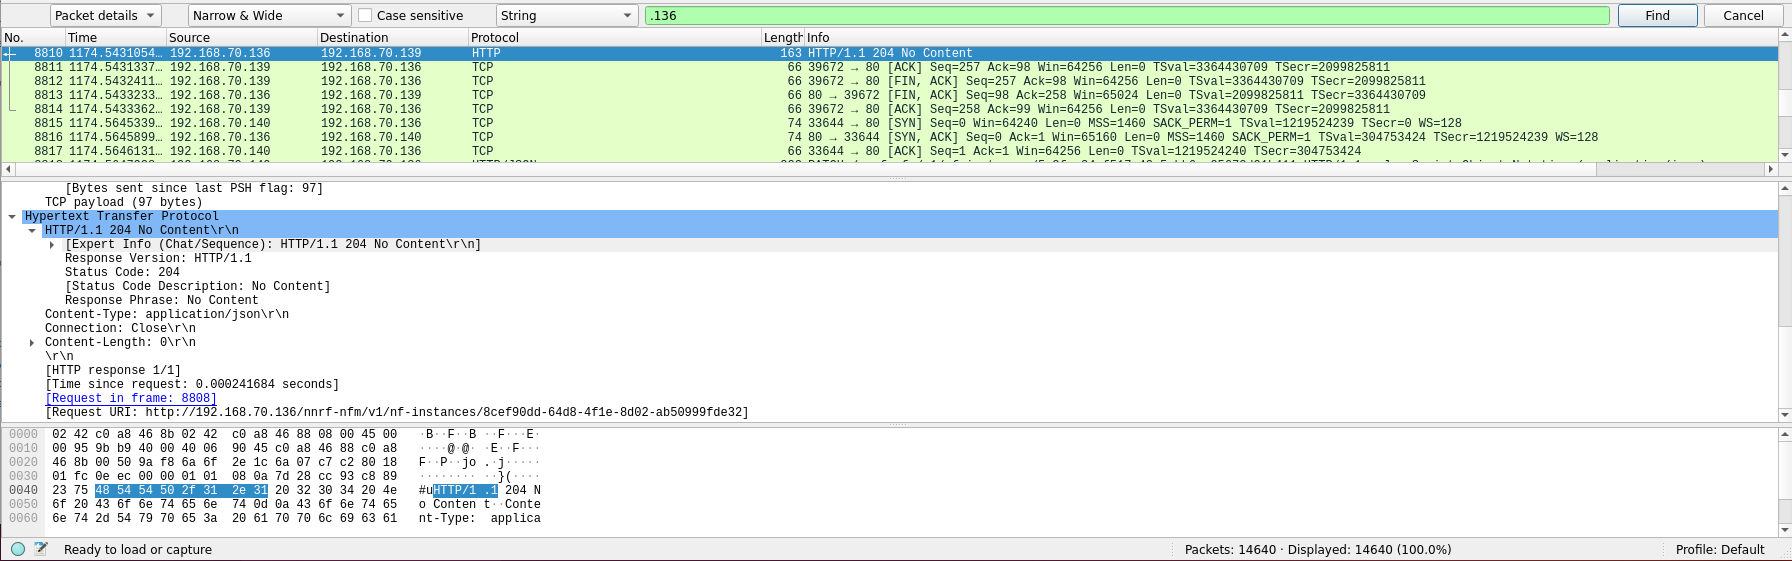 Packet details Narrow & Wide Case sensitive String .136 Find Cancel
No. Time Source Destination Protocol Length Info
8810 1174.5431054… 192.168.70.136 192.168.70.139 HTTP 163 HTTP/1.1 204 No Content
8811 1174.5431337… 192.168.70.139 192.168.70.136 TCP 66 39672 → 80 [ACK] Seq=257 Ack=98 Win=64256 Len=0 TSval=3364430709 TSecr=2099825811
8812 1174.5432411… 192.168.70.139 192.168.70.136 TCP 66 39672 → 80 [FIN, ACK] Seq=257 Ack=98 Win=64256 Len=0 TSval=3364430709 TSecr=2099825811
8813 1174.5433233… 192.168.70.136 192.168.70.139 TCP 66 80 → 39672 [FIN, ACK] Seq=98 Ack=258 Win=65024 Len=0 TSval=2099825811 TSecr=3364430709
8814 1174.5433362… 192.168.70.139 192.168.70.136 TCP 66 39672 → 80 [ACK] Seq=258 Ack=99 Win=64256 Len=0 TSval=3364430709 TSecr=2099825811
8815 1174.5645339… 192.168.70.140 192.168.70.136 TCP 74 33644 → 80 [SYN] Seq=0 Win=64240 Len=0 MSS=1460 SACK_PERM=1 TSval=1219524239 TSecr=0 WS=128
8816 1174.5645899… 192.168.70.136 192.168.70.140 TCP 74 80 → 33644 [SYN, ACK] Seq=0 Ack=1 Win=65160 Len=0 MSS=1460 SACK_PERM=1 TSval=304753424 TSecr=1219524239 WS=128
8817 1174.5646131… 192.168.70.140 192.168.70.136 TCP 66 33644 → 80 [ACK] Seq=1 Ack=1 Win=64256 Len=0 TSval=1219524240 TSecr=304753424
[Bytes sent since last PSH flag: 97]
TCP payload (97 bytes)
Hypertext Transfer Protocol
HTTP/1.1 204 No Content\r\n
[Expert Info (Chat/Sequence): HTTP/1.1 204 No Content\r\n]
Response Version: HTTP/1.1
Status Code: 204
[Status Code Description: No Content]
Response Phrase: No Content
Content-Type: application/json\r\n
Connection: Close\r\n
Content-Length: 0\r\n
\r\n
[HTTP response 1/1]
[Time since request: 0.000241684 seconds]
[Request in frame: 8808]
[Request URI: http://192.168.70.136/nnrf-nfm/v1/nf-instances/8cef90dd-64d8-4f1e-8d02-ab50999fde32]
0000 02 42 c0 a8 46 8b 02 42 c0 a8 46 88 08 00 45 00 ·B··F··B ··F···E·
0010 00 95 9b b9 40 00 40 06 90 45 c0 a8 46 88 c0 a8 ····@·@· ·E··F···
0020 46 8b 00 50 9a f8 6a 6f 2e 1c 6a 07 c7 c2 80 18 F··P··jo .·j·····
0030 01 fc 0e ec 00 00 01 01 08 0a 7d 28 cc 93 c8 89 ········ ··}(····
0040 23 75 48 54 54 50 2f 31 2e 31 20 32 30 34 20 4e #uHTTP/1 .1 204 N
0050 6f 20 43 6f 6e 74 65 6e 74 0d 0a 43 6f 6e 74 65 o Conten t··Conte
0060 6e 74 2d 54 79 70 65 3a 20 61 70 70 6c 69 63 61 nt-Type: applica
Ready to load or capture Packets: 14640 · Displayed: 14640 (100.0%) Profile: Default